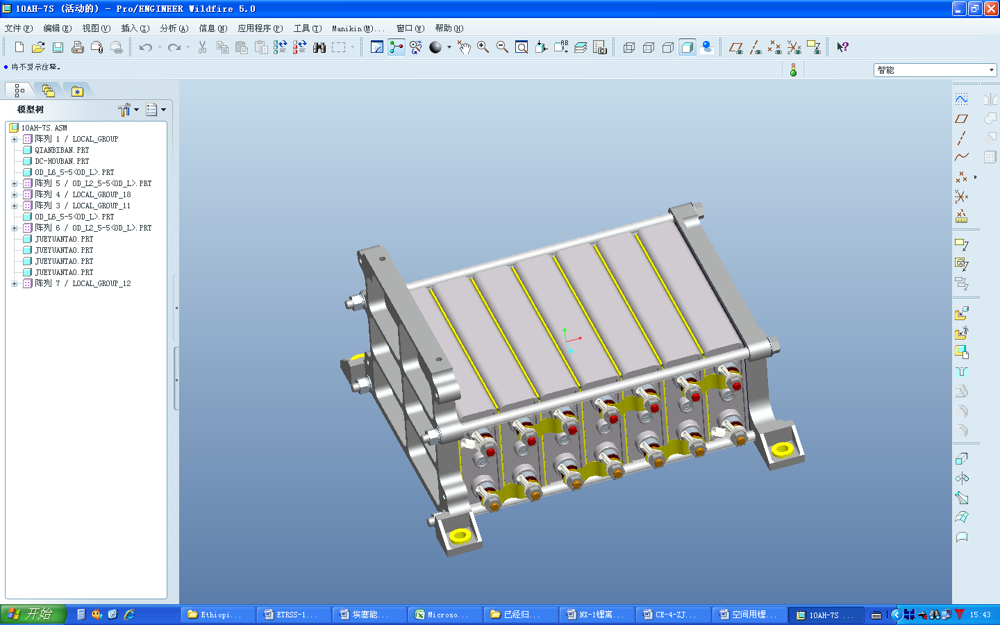 10AH-7S (活动的) - Pro/ENGINEER Wildfire 5.0
文件(F) 编辑(E) 视图(V) 插入(I) 分析(A) 信息(N) 应用程序(P) 工具(T) Manikin(M)... 窗口(W) 帮助(H)
将不显示注释。
智能
模型树
10AH-7S.ASM
阵列 1 / LOCAL_GROUP
QIANBIBAN.PRT
DC-HOUBAN.PRT
OD_L6_5-5<OD_L>.PRT
阵列 5 / OD_L2_5-5<OD_L>.PRT
阵列 4 / LOCAL_GROUP_18
阵列 3 / LOCAL_GROUP_11
OD_L6_5-5<OD_L>.PRT
阵列 6 / OD_L2_5-5<OD_L>.PRT
JUEYUANTAO.PRT
JUEYUANTAO.PRT
JUEYUANTAO.PRT
JUEYUANTAO.PRT
阵列 7 / LOCAL_GROUP_12
开始 Ethiopi... ETRSS-1... 埃塞能... Microso... 已经归... NX-1锂离... CE-4-ZJ... 空间用锂... 10AH-7S ... 15:43